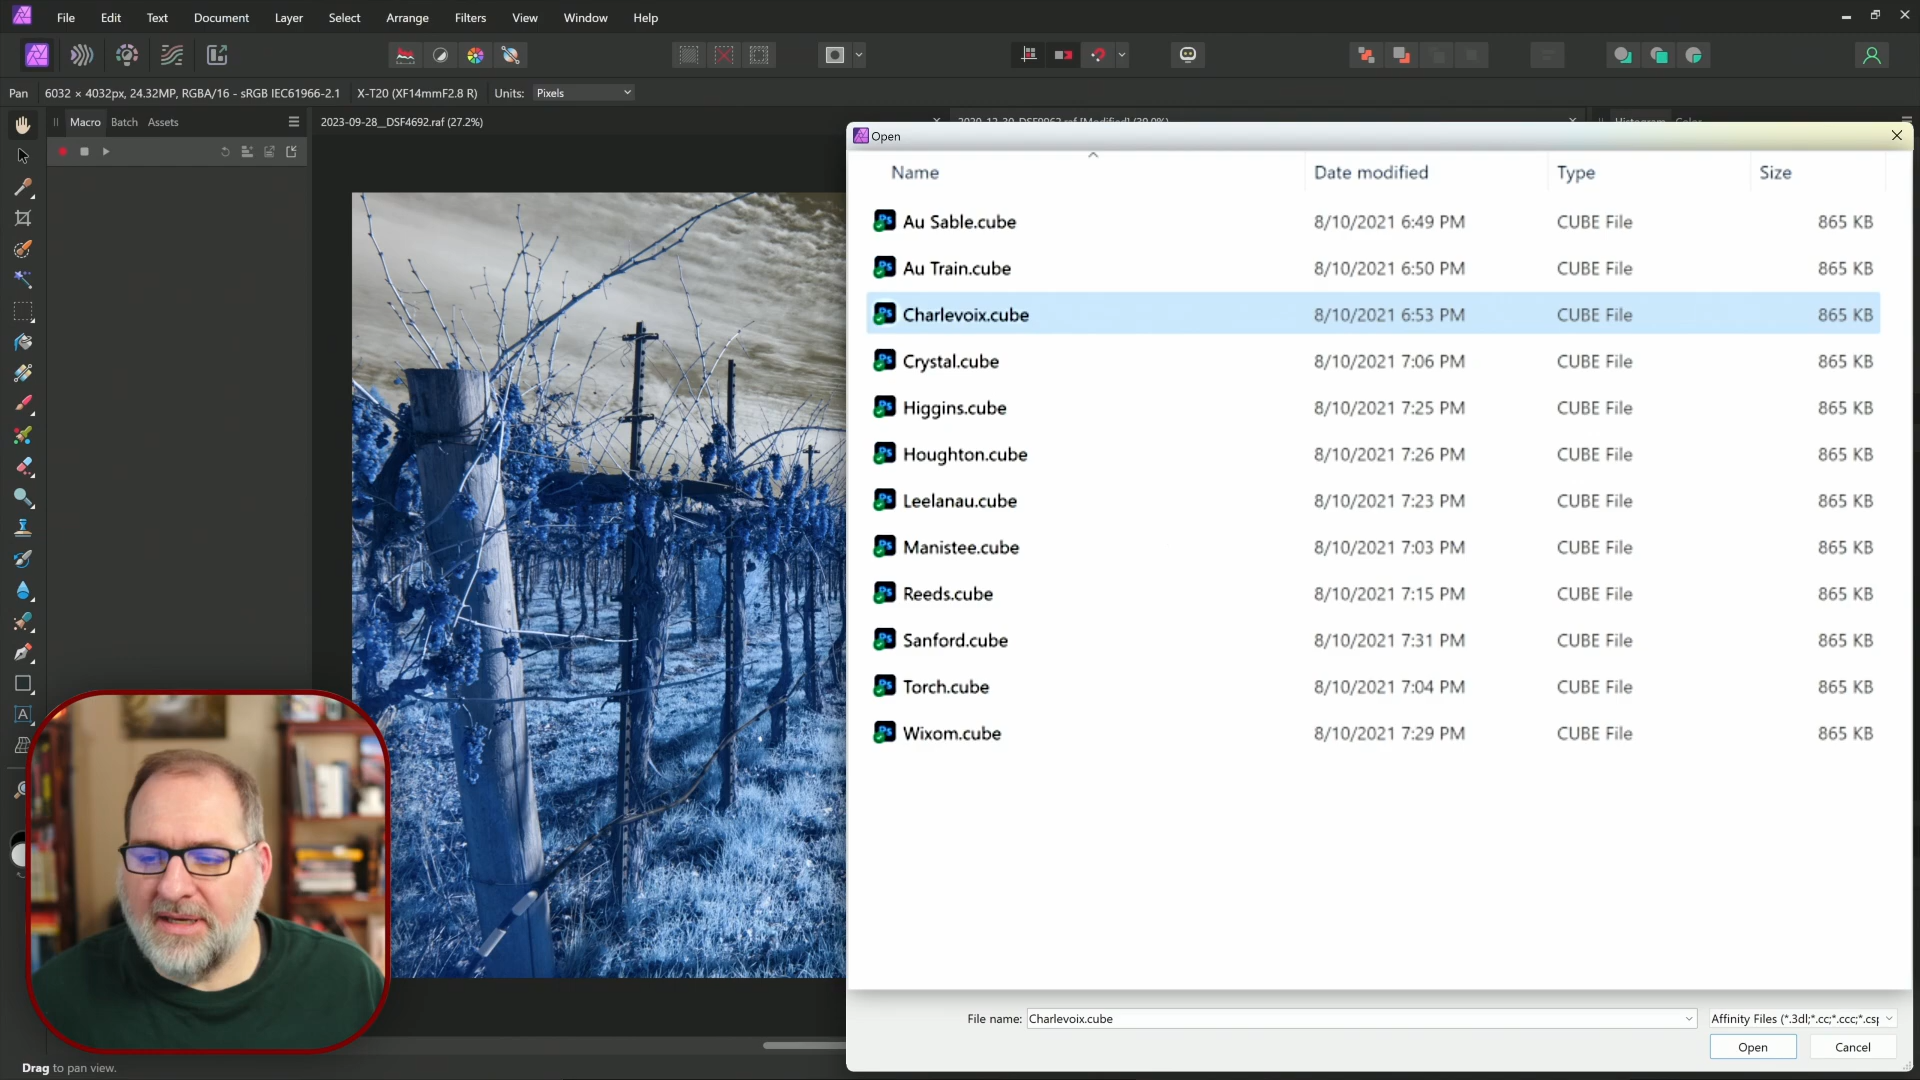 File Edit Text Document Layer Select Arrange Filters View Window Help
Pan 6032 × 4032px, 24.32MP, RGBA/16 - sRGB IEC61966-2.1 X-T20 (XF14mmF2.8 R) Units: Pixels
Macro Batch Assets
2023-09-28__DSF4692.raf (27.2%)
Open
Name Date modified Type Size
Au Sable.cube 8/10/2021 6:49 PM CUBE File 865 KB
Au Train.cube 8/10/2021 6:50 PM CUBE File 865 KB
Charlevoix.cube 8/10/2021 6:53 PM CUBE File 865 KB
Crystal.cube 8/10/2021 7:06 PM CUBE File 865 KB
Higgins.cube 8/10/2021 7:25 PM CUBE File 865 KB
Houghton.cube 8/10/2021 7:26 PM CUBE File 865 KB
Leelanau.cube 8/10/2021 7:23 PM CUBE File 865 KB
Manistee.cube 8/10/2021 7:03 PM CUBE File 865 KB
Reeds.cube 8/10/2021 7:15 PM CUBE File 865 KB
Sanford.cube 8/10/2021 7:31 PM CUBE File 865 KB
Torch.cube 8/10/2021 7:04 PM CUBE File 865 KB
Wixom.cube 8/10/2021 7:29 PM CUBE File 865 KB
File name: Charlevoix.cube Affinity Files (*.3dl;*.cc;*.ccc;*.csp
Open Cancel
Drag to pan view.